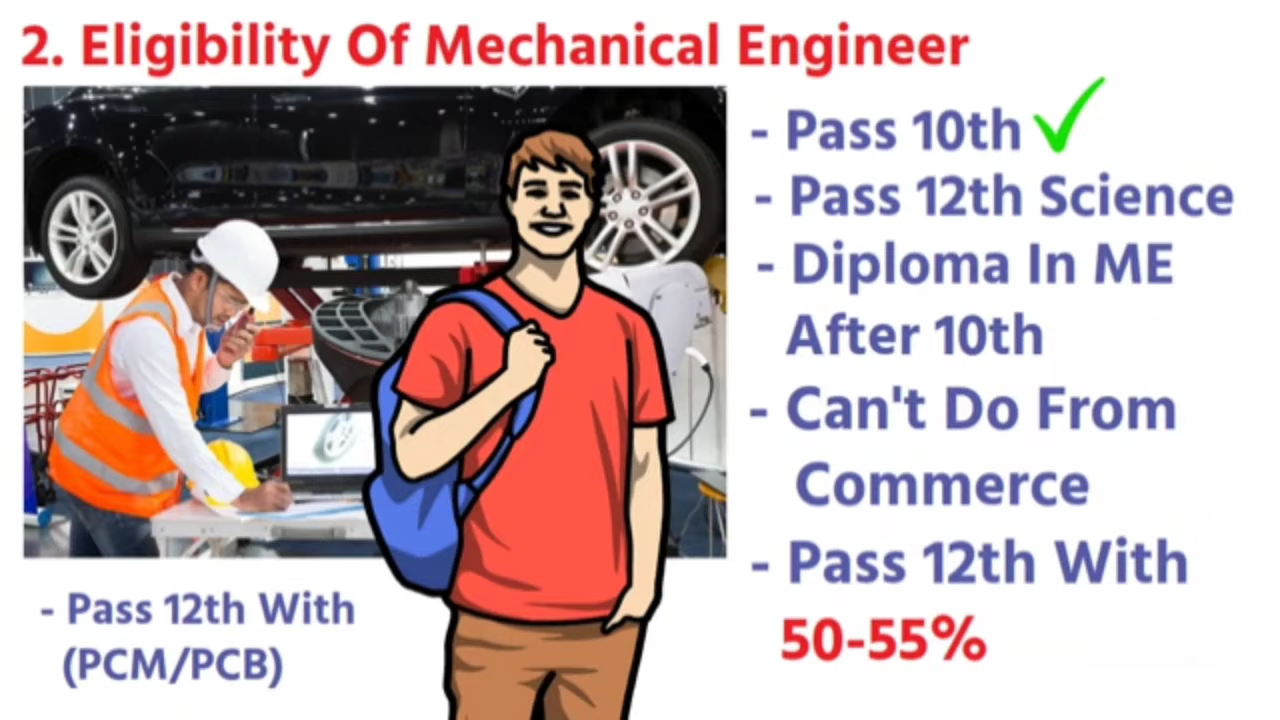 2. Eligibility Of Mechanical Engineer
- Pass 10th
- Pass 12th Science
- Diploma In ME
After 10th
- Can't Do From
Commerce
- Pass 12th With
50-55%
- Pass 12th With
(PCM/PCB)